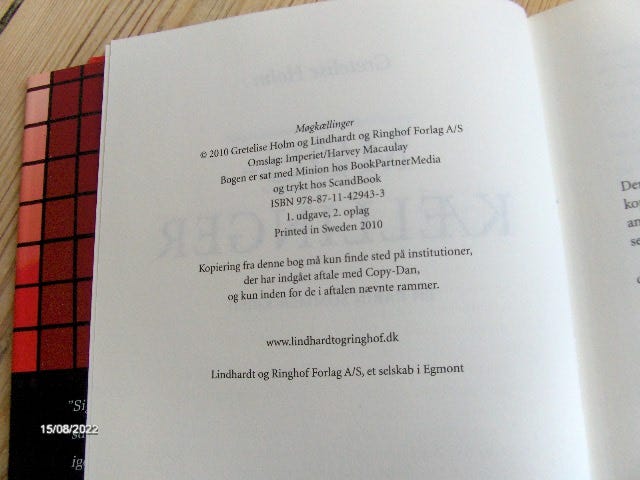 Møgkællinger
© 2010 Gretelise Holm og Lindhardt og Ringhof Forlag A/S
Omslag: Imperiet/Harvey Macaulay
Bogen er sat med Minion hos BookPartnerMedia
og trykt hos ScandBook
ISBN 978-87-11-42943-3
1. udgave, 2. oplag
Printed in Sweden 2010
Kopiering fra denne bog må kun finde sted på institutioner,
der har indgået aftale med Copy-Dan,
og kun inden for de i aftalen nævnte rammer.
www.lindhardtogringhof.dk
Lindhardt og Ringhof Forlag A/S, et selskab i Egmont
15/08/2022